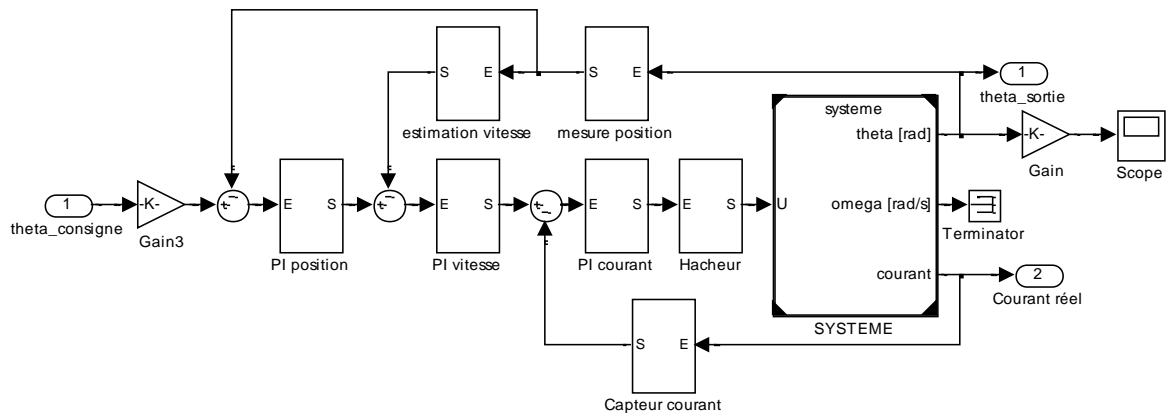 S E
estimation vitesse
S E
mesure position
1
theta_sortie
systeme
theta [rad]
-K-
Gain
Scope
1
theta_consigne
-K-
Gain3
E S
PI position
E S
PI vitesse
E S
PI courant
E S
Hacheur
U
omega [rad/s]
Terminator
courant
2
Courant réel
SYSTEME
S E
Capteur courant